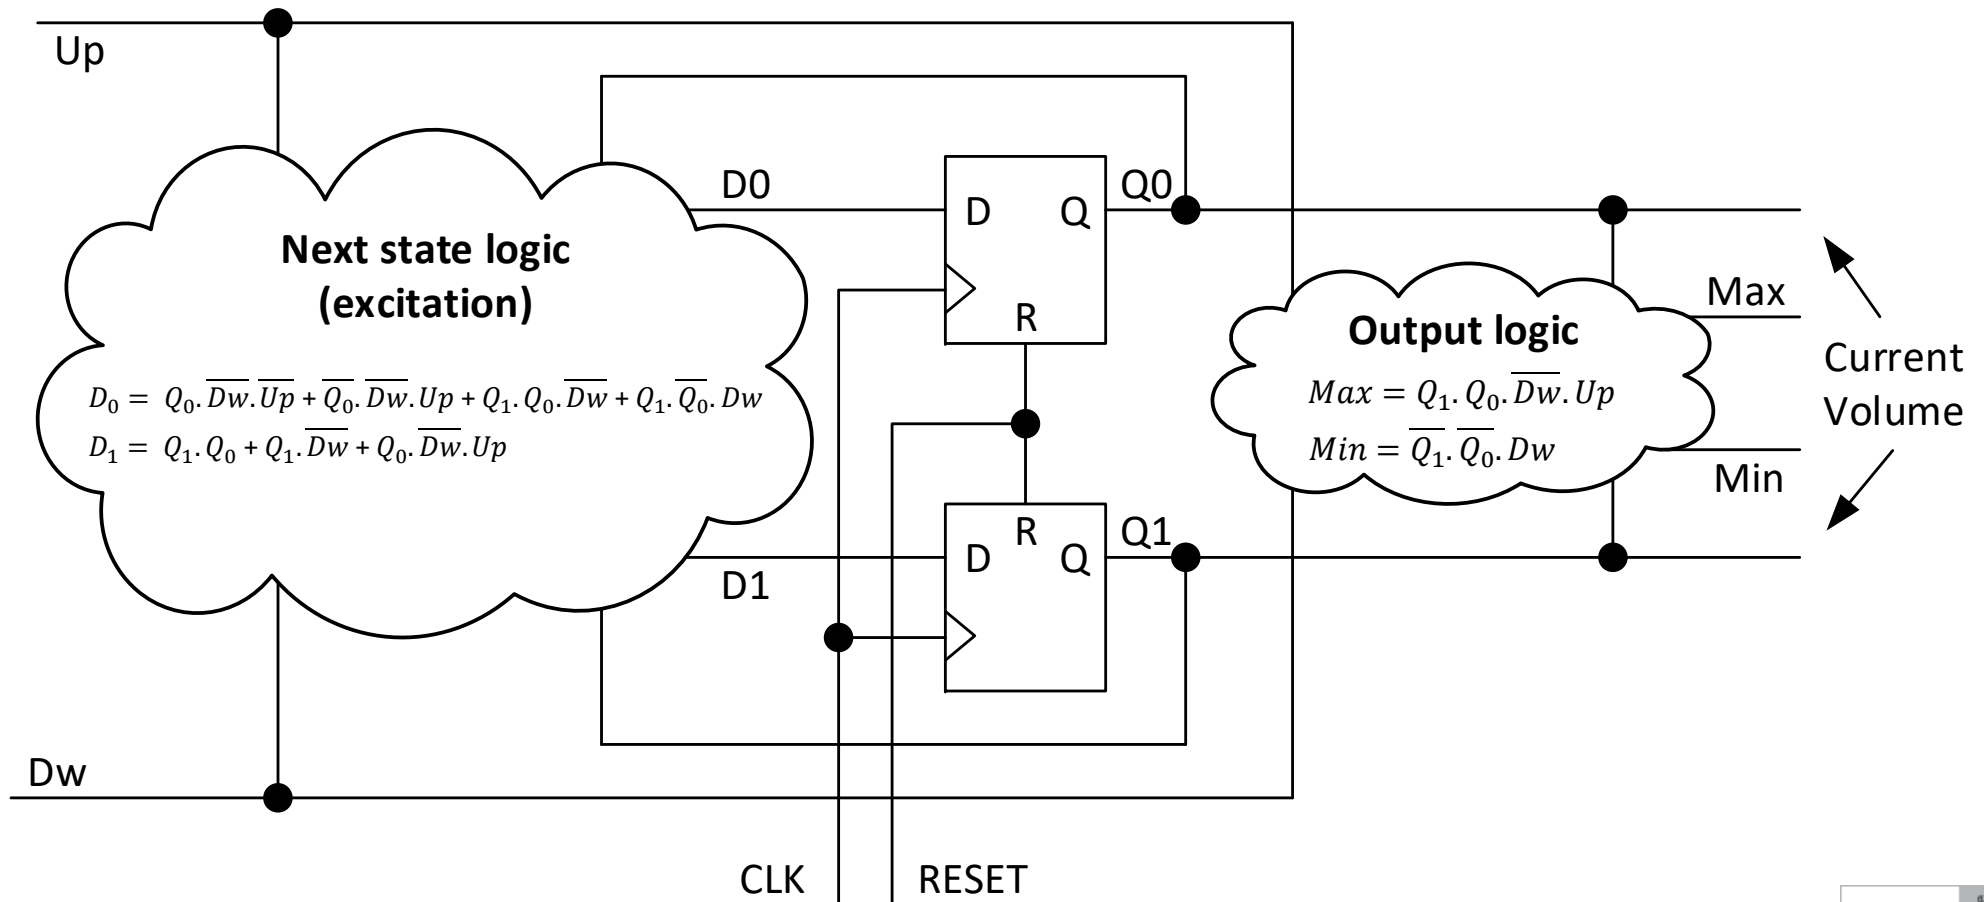 Up
D0
D
Q
Q0
Next state logic
(excitation)
R
Max
Output logic
Current
Volume
D₀ = Q₀.D̅w̅.U̅p̅ + Q̅₀.D̅w̅.Up + Q₁.Q₀.D̅w̅ + Q₁.Q̅₀.Dw
D₁ = Q₁.Q₀ + Q₁.D̅w̅ + Q₀.D̅w̅.Up
Max = Q₁.Q₀.D̅w̅.Up
Min = Q̅₁.Q̅₀.Dw
Min
R
Q1
D
Q
D1
Dw
CLK
RESET